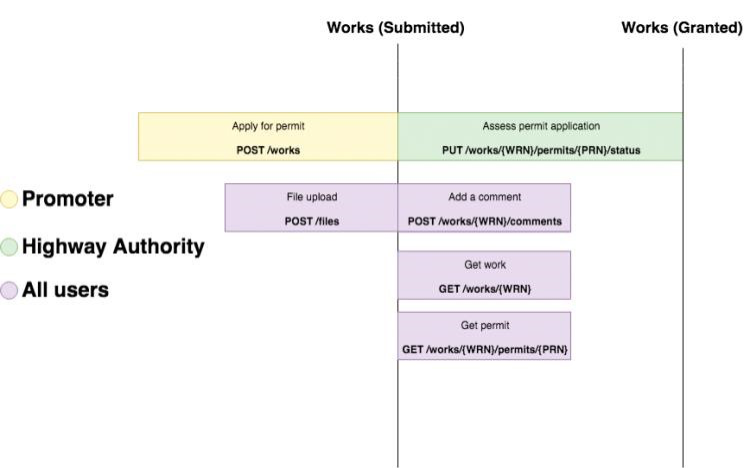 Works (Submitted)
Works (Granted)
Apply for permit
POST /works
Assess permit application
PUT /works/{WRN}/permits/{PRN}/status
Promoter
File upload
POST /files
Add a comment
POST /works/{WRN}/comments
Highway Authority
Get work
GET /works/{WRN}
All users
Get permit
GET /works/{WRN}/permits/{PRN}